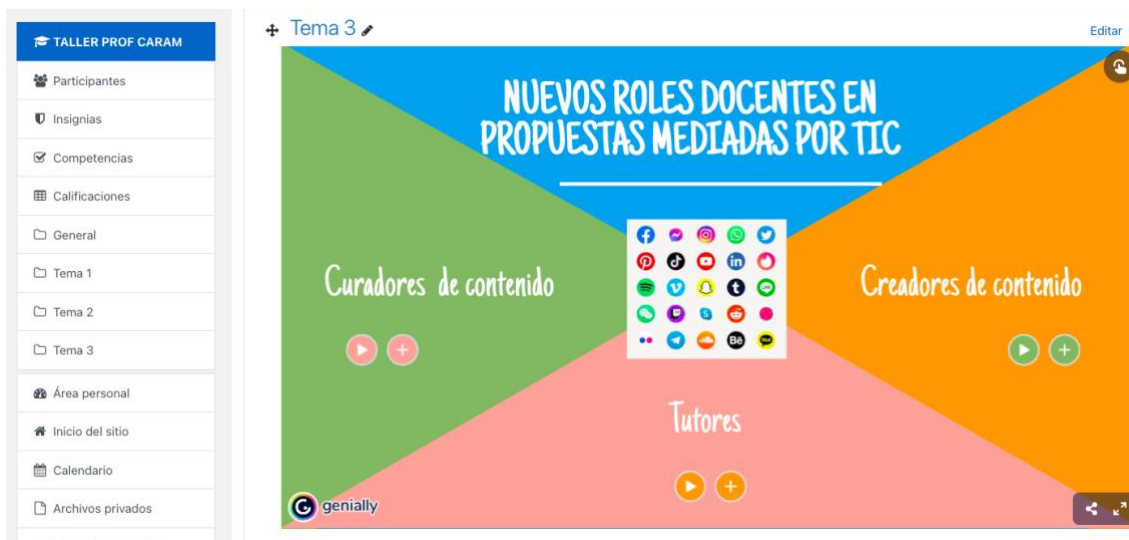 TALLER PROF CARAM
Participantes
Insignias
Competencias
Calificaciones
General
Tema 1
Tema 2
Tema 3
Área personal
Inicio del sitio
Calendario
Archivos privados
Tema 3
Editar
NUEVOS ROLES DOCENTES EN
PROPUESTAS MEDIADAS POR TIC
Curadores de contenido
Creadores de contenido
Tutores
genially